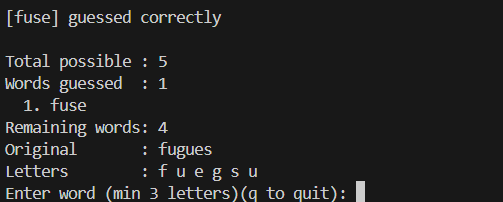 [fuse] guessed correctly
Total possible : 5
Words guessed  : 1
  1. fuse
Remaining words: 4
Original       : fugues
Letters        : f u e g s u
Enter word (min 3 letters)(q to quit):